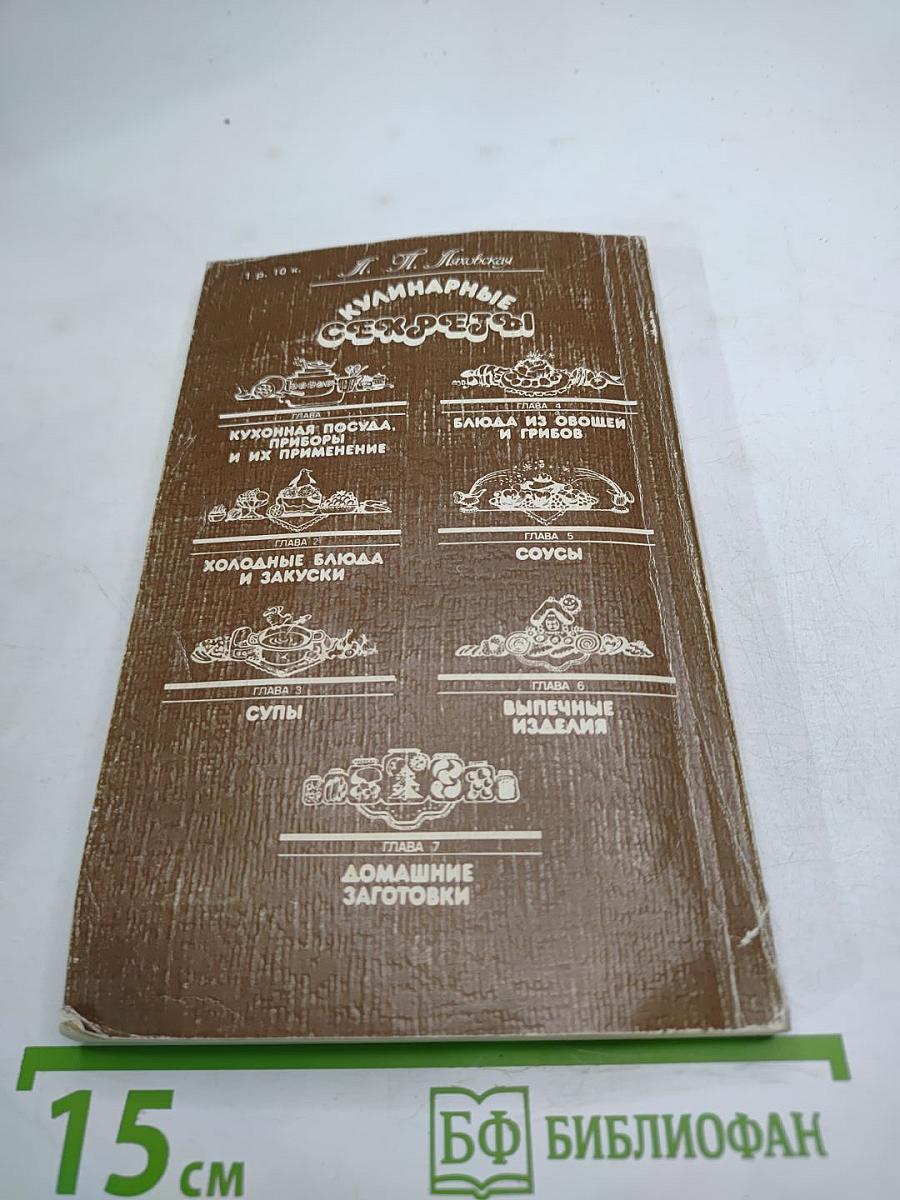 1 р. 10 к.
Л. П. Ляховская
КУЛИНАРНЫЕ
СЕКРЕТЫ
ГЛАВА
КУХОННАЯ ПОСУДА,
ПРИБОРЫ
И ИХ ПРИМЕНЕНИЕ
ГЛАВА 2
ХОЛОДНЫЕ БЛЮДА
И ЗАКУСКИ
ГЛАВА 3
СУПЫ
ГЛАВА 4
БЛЮДА ИЗ ОВОЩЕЙ
И ГРИБОВ
ГЛАВА 5
СОУСЫ
ГЛАВА 6
ВЫПЕЧНЫЕ
ИЗДЕЛИЯ
ГЛАВА 7
ДОМАШНИЕ
ЗАГОТОВКИ
15 см
БФ БИБЛИОФАН